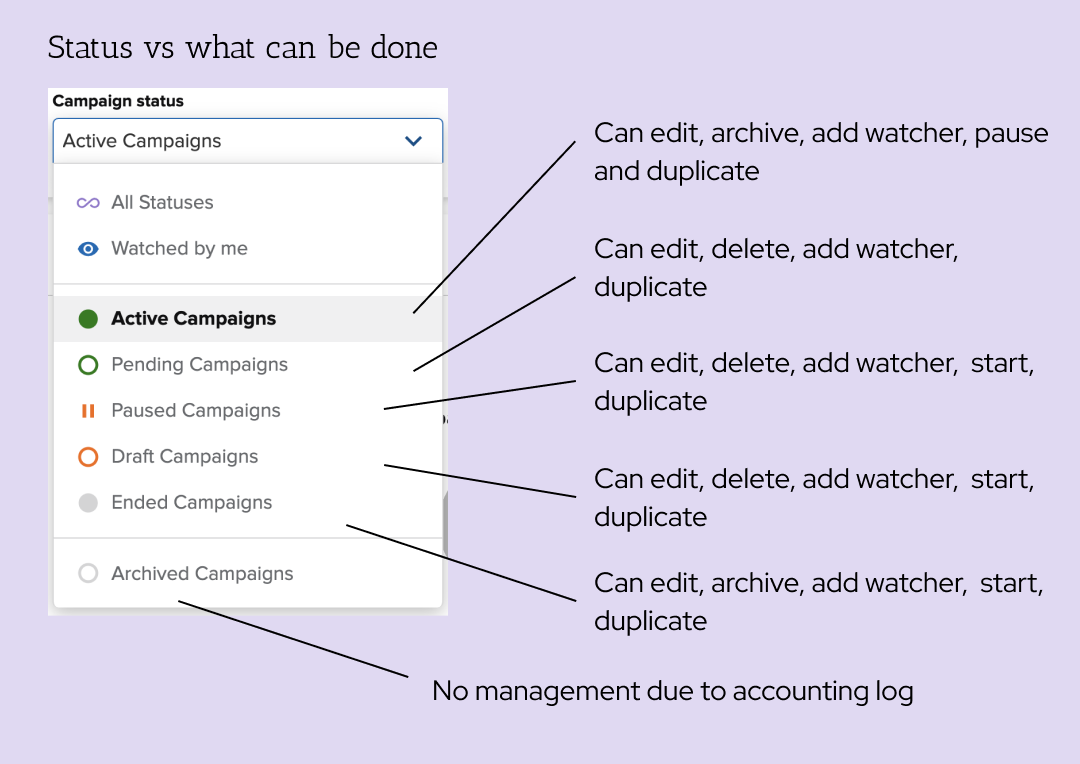 Status vs what can be done
Campaign status
Active Campaigns
All Statuses
Watched by me
Active Campaigns
Pending Campaigns
Paused Campaigns
Draft Campaigns
Ended Campaigns
Archived Campaigns
Can edit, archive, add watcher, pause
and duplicate
Can edit, delete, add watcher,
duplicate
Can edit, delete, add watcher, start,
duplicate
Can edit, delete, add watcher, start,
duplicate
Can edit, archive, add watcher, start,
duplicate
No management due to accounting log